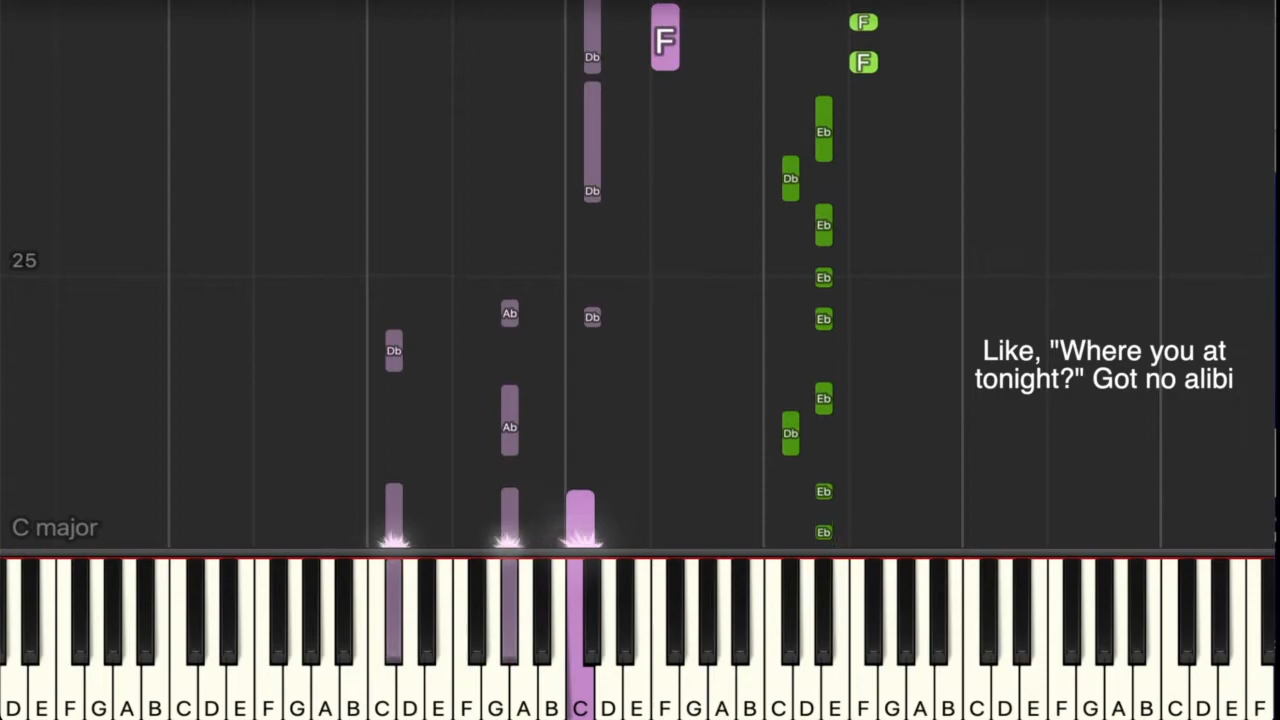 Db
F
F
F
Eb
Db
Db
Eb
25
Eb
Ab
Db
Eb
Db
Like, "Where you at
tonight?" Got no alibi
Eb
Ab
Db
Eb
C major
Eb
D E F G A B C D E F G A B C D E F G A B C D E F G A B C D E F G A B C D E F G A B C D E F